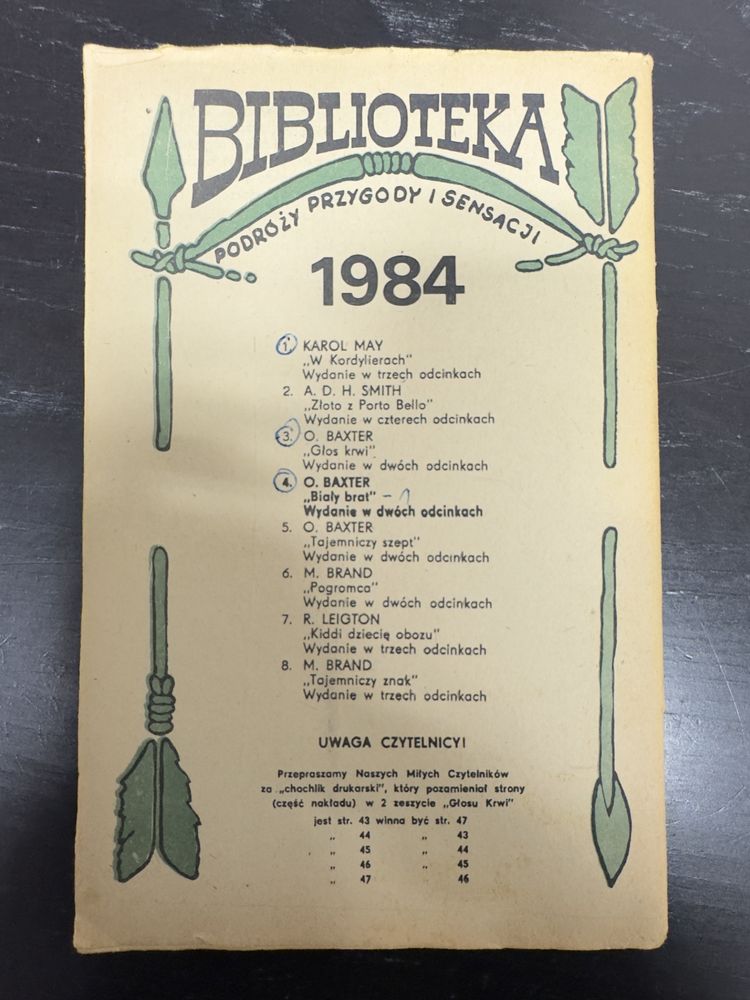 BIBLIOTEKA
PODRÓŻY PRZYGODY I SENSACJI
1984
1. KAROL MAY
„W Kordylierach"
Wydanie w trzech odcinkach
2. A. D. H. SMITH
„Złoto z Porto Bello"
Wydanie w czterech odcinkach
3. O. BAXTER
„Głos krwi"
Wydanie w dwóch odcinkach
4. O. BAXTER
„Biały brat" – 1
Wydanie w dwóch odcinkach
5. O. BAXTER
„Tajemniczy szept"
Wydanie w dwóch odcinkach
6. M. BRAND
„Pogromca"
Wydanie w dwóch odcinkach
7. R. LEIGTON
„Kiddi dziecię obozu"
Wydanie w trzech odcinkach
8. M. BRAND
„Tajemniczy znak"
Wydanie w trzech odcinkach
UWAGA CZYTELNICY!
Przepraszamy Naszych Miłych Czytelników
za „chochlik drukarski", który pozamieniał strony
(część nakładu) w 2 zeszycie „Głosu Krwi"
jest str. 43 winna być str. 47
„ 44 „ 43
„ 45 „ 44
„ 46 „ 45
„ 47 „ 46